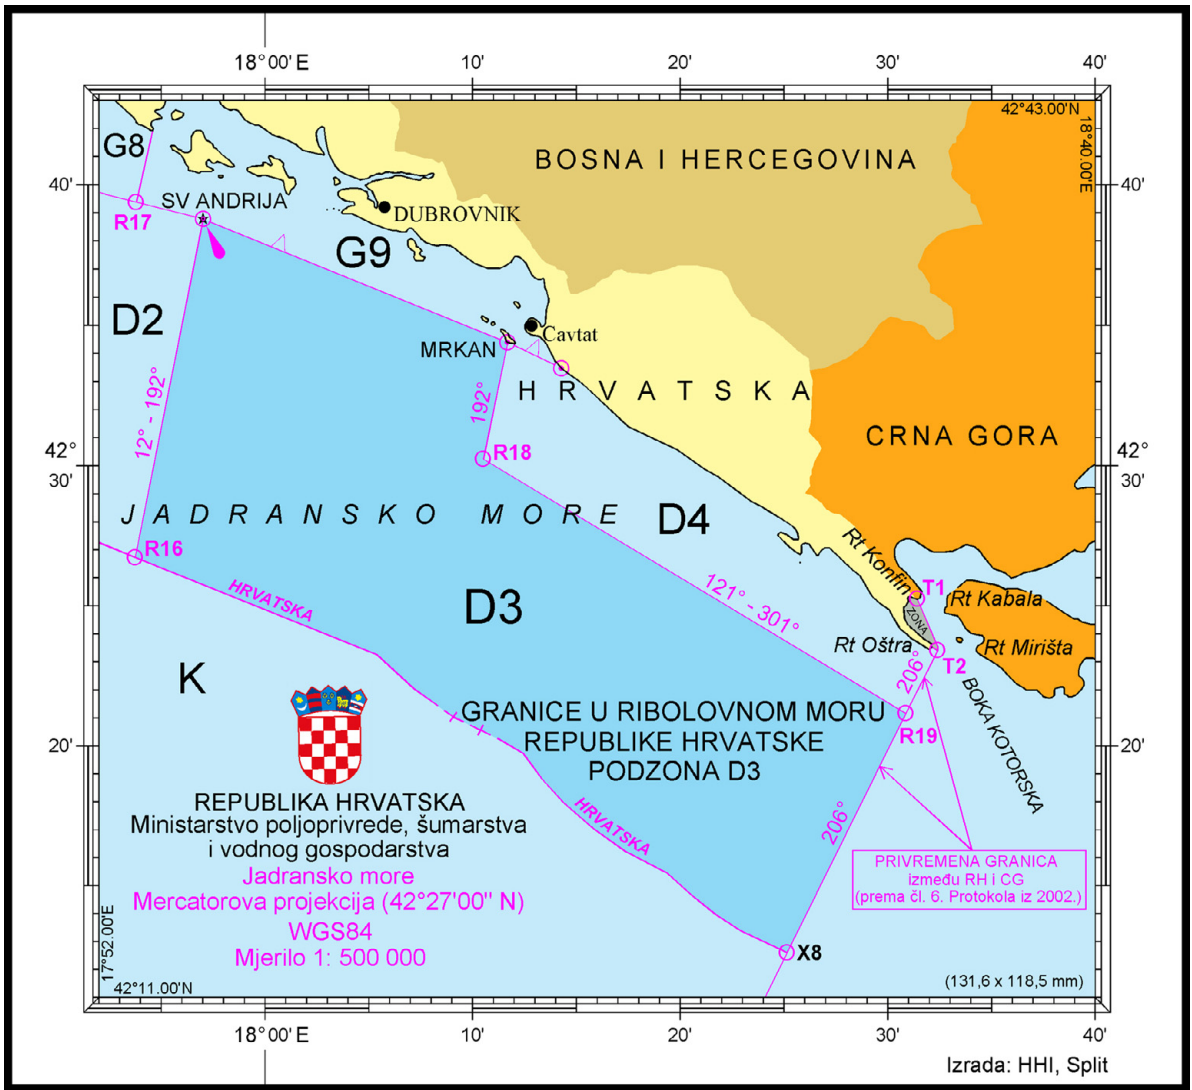 18°00' E
10'
20'
30'
40'
42°43.00'N
18°40.00'E
G8
BOSNA I HERCEGOVINA
40'
40'
SV ANDRIJA
R17
DUBROVNIK
G9
D2
Cavtat
MRKAN
HRVATSKA
192°
12° - 192°
CRNA GORA
R18
42°
30'
42°
30'
JADRANSKO MORE
D4
R16
Rt Konfin
T1
Rt Kabala
HRVATSKA
D3
121° - 301°
ZONA
Rt Oštra
Rt Mirišta
T2
206°
K
BOKA KOTORSKA
GRANICE U RIBOLOVNOM MORU
REPUBLIKE HRVATSKE
PODZONA D3
R19
20'
20'
REPUBLIKA HRVATSKA
Ministarstvo poljoprivrede, šumarstva
i vodnog gospodarstva
Jadransko more
Mercatorova projekcija (42°27'00" N)
WGS84
Mjerilo 1: 500 000
HRVATSKA
206°
PRIVREMENA GRANICA
između RH i CG
(prema čl. 6. Protokola iz 2002.)
X8
17°52.00'E
42°11.00'N
(131,6 x 118,5 mm)
18°00' E
10'
20'
30'
40'
Izrada: HHI, Split